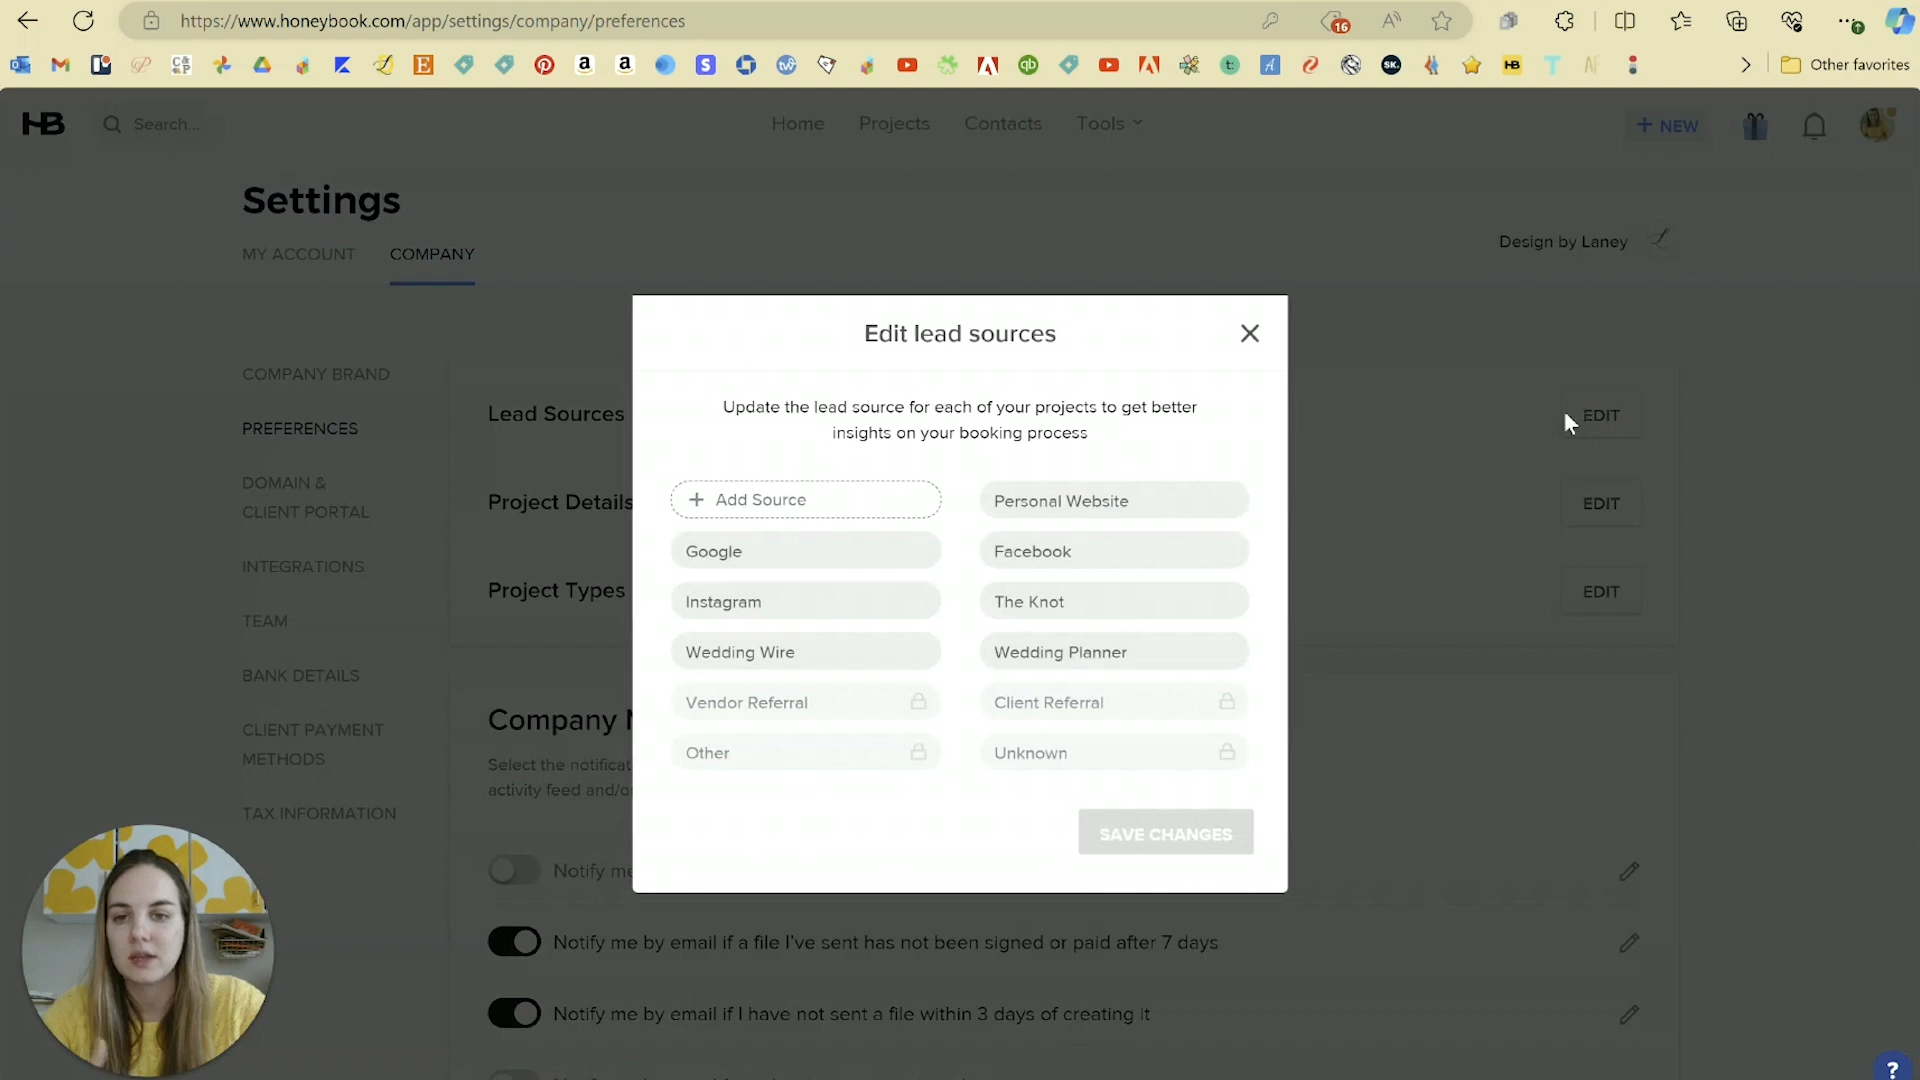 https://www.honeybook.com/app/settings/company/preferences
16
Other favorites
HB
Search...
Home
Projects
Contacts
Tools
+ NEW
Settings
MY ACCOUNT
COMPANY
Design by Laney
COMPANY BRAND
PREFERENCES
DOMAIN &
CLIENT PORTAL
INTEGRATIONS
TEAM
BANK DETAILS
CLIENT PAYMENT
METHODS
TAX INFORMATION
Lead Sources
EDIT
Project Details
EDIT
Project Types
EDIT
Edit lead sources
Update the lead source for each of your projects to get better
insights on your booking process
+ Add Source
Personal Website
Google
Facebook
Instagram
The Knot
Wedding Wire
Wedding Planner
Vendor Referral
Client Referral
Other
Unknown
SAVE CHANGES
Company
Select the notificat
activity feed and/o
Notify me
Notify me by email if a file I've sent has not been signed or paid after 7 days
Notify me by email if I have not sent a file within 3 days of creating it
?